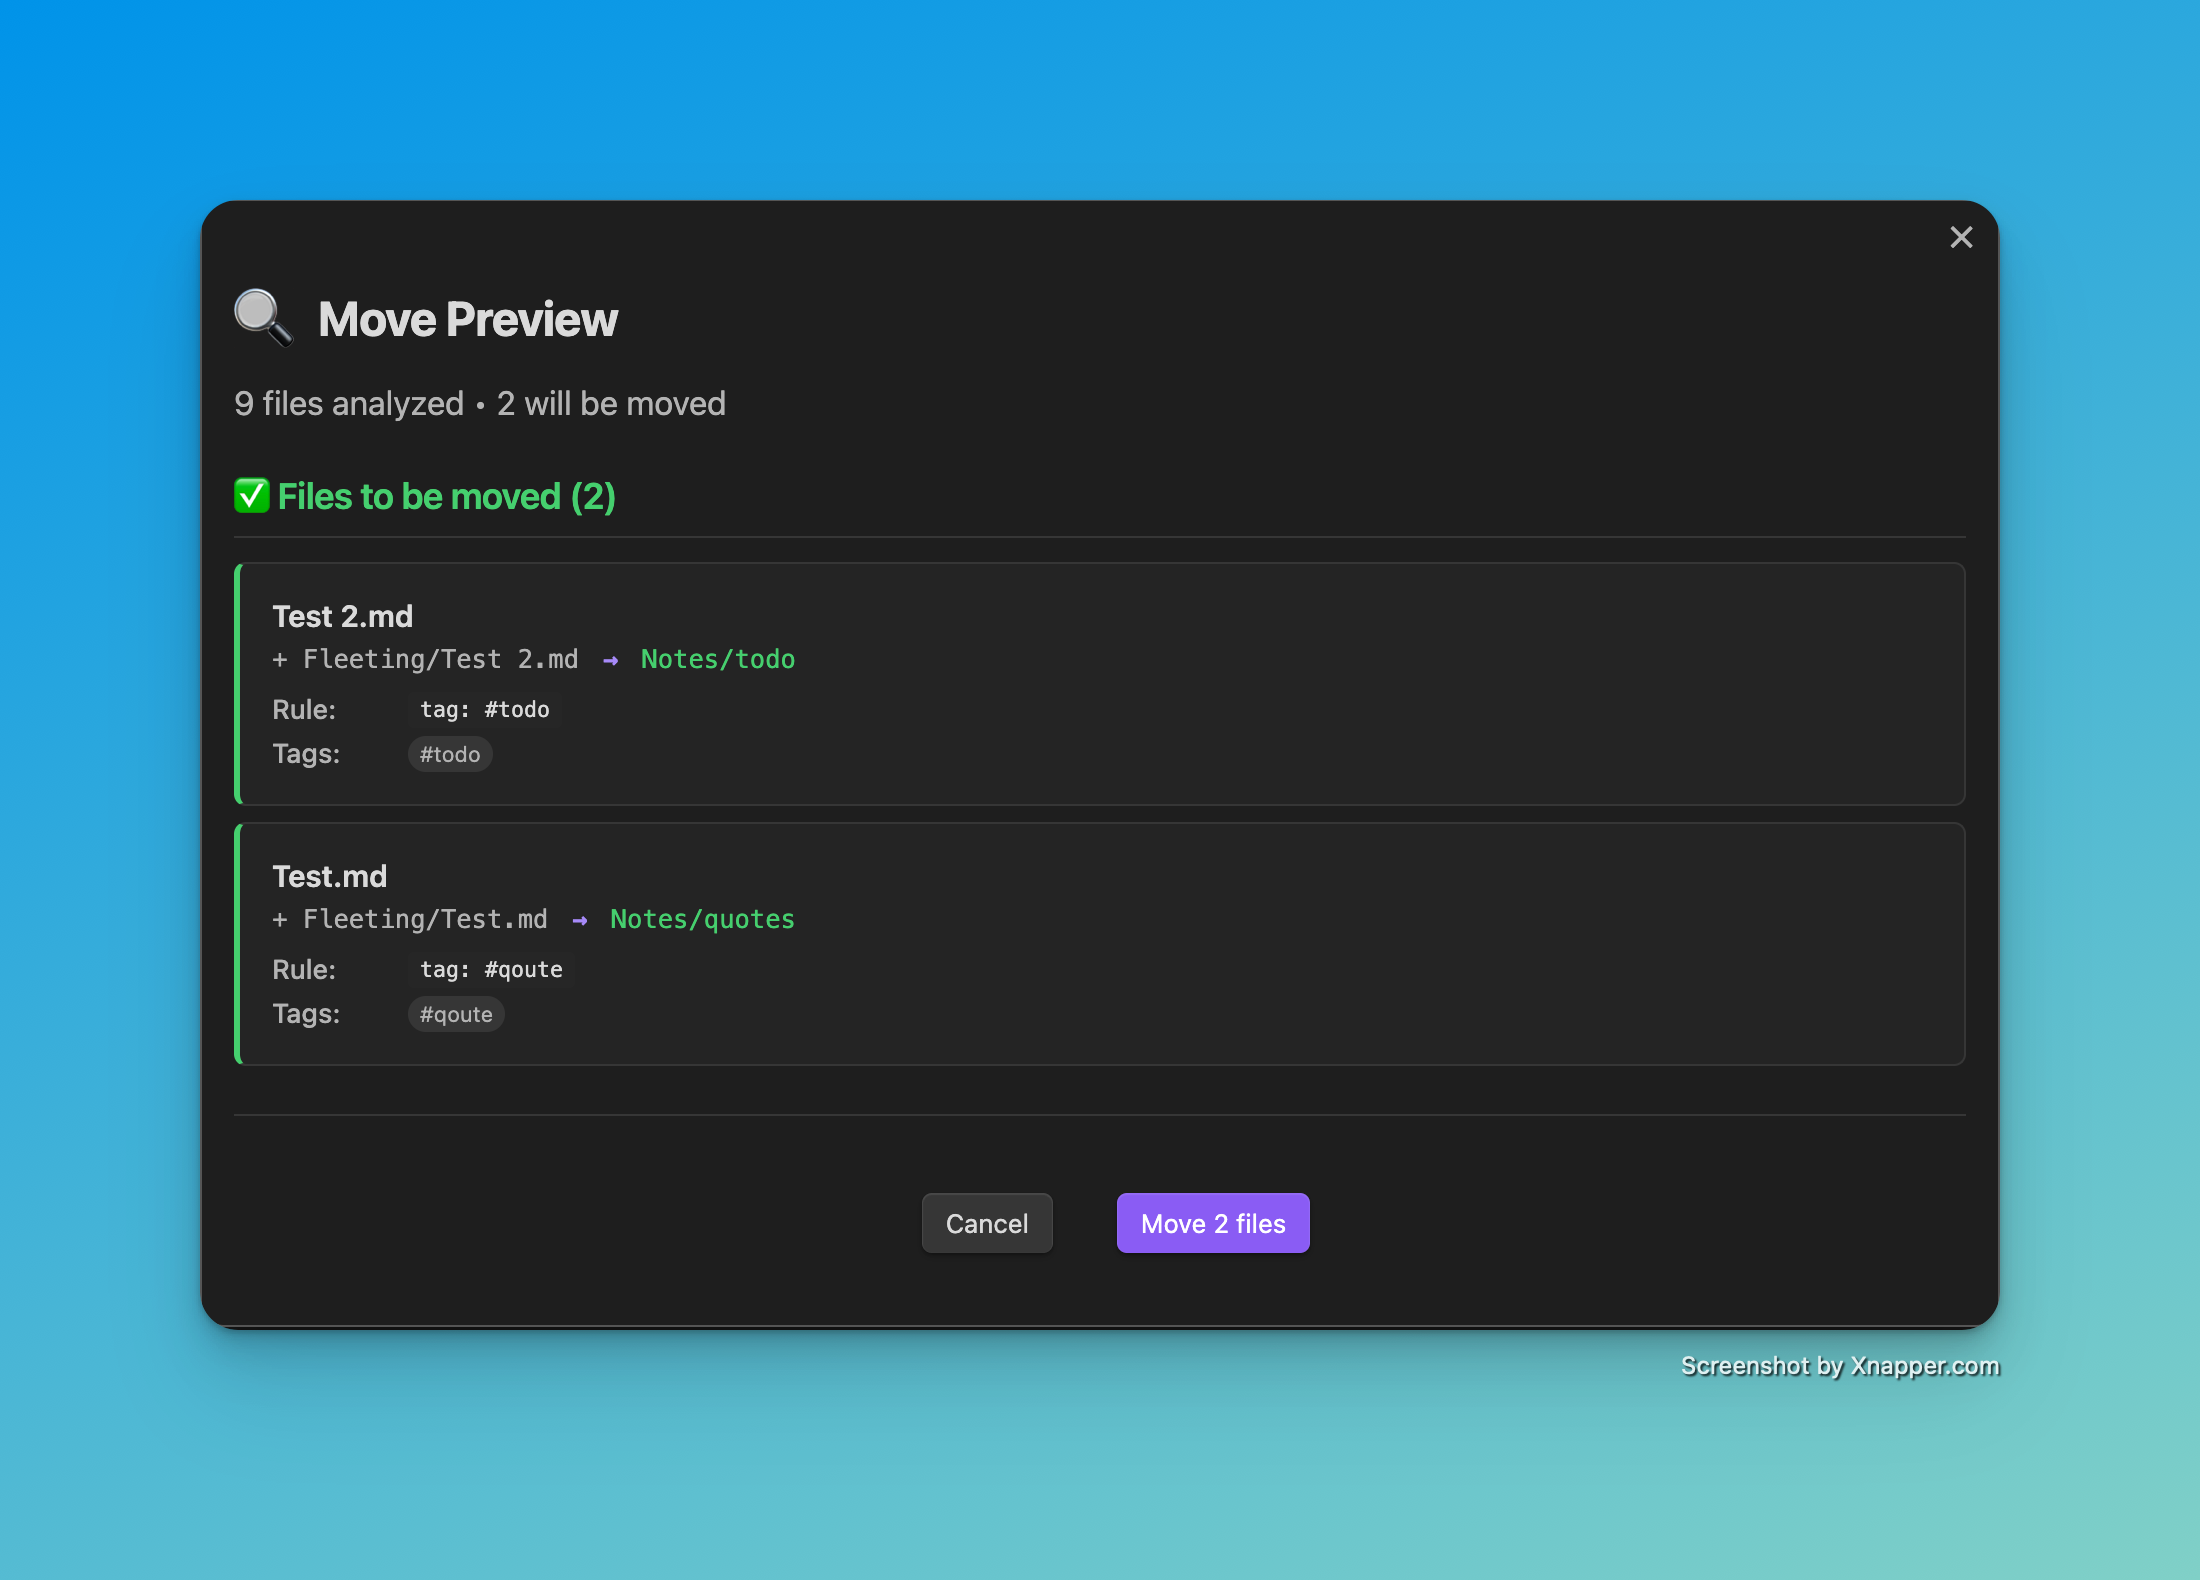 Move Preview
9 files analyzed • 2 will be moved
✅ Files to be moved (2)
Test 2.md
+ Fleeting/Test 2.md → Notes/todo
Rule: tag: #todo
Tags: #todo
Test.md
+ Fleeting/Test.md → Notes/quotes
Rule: tag: #qoute
Tags: #qoute
Cancel Move 2 files
Screenshot by Xnapper.com